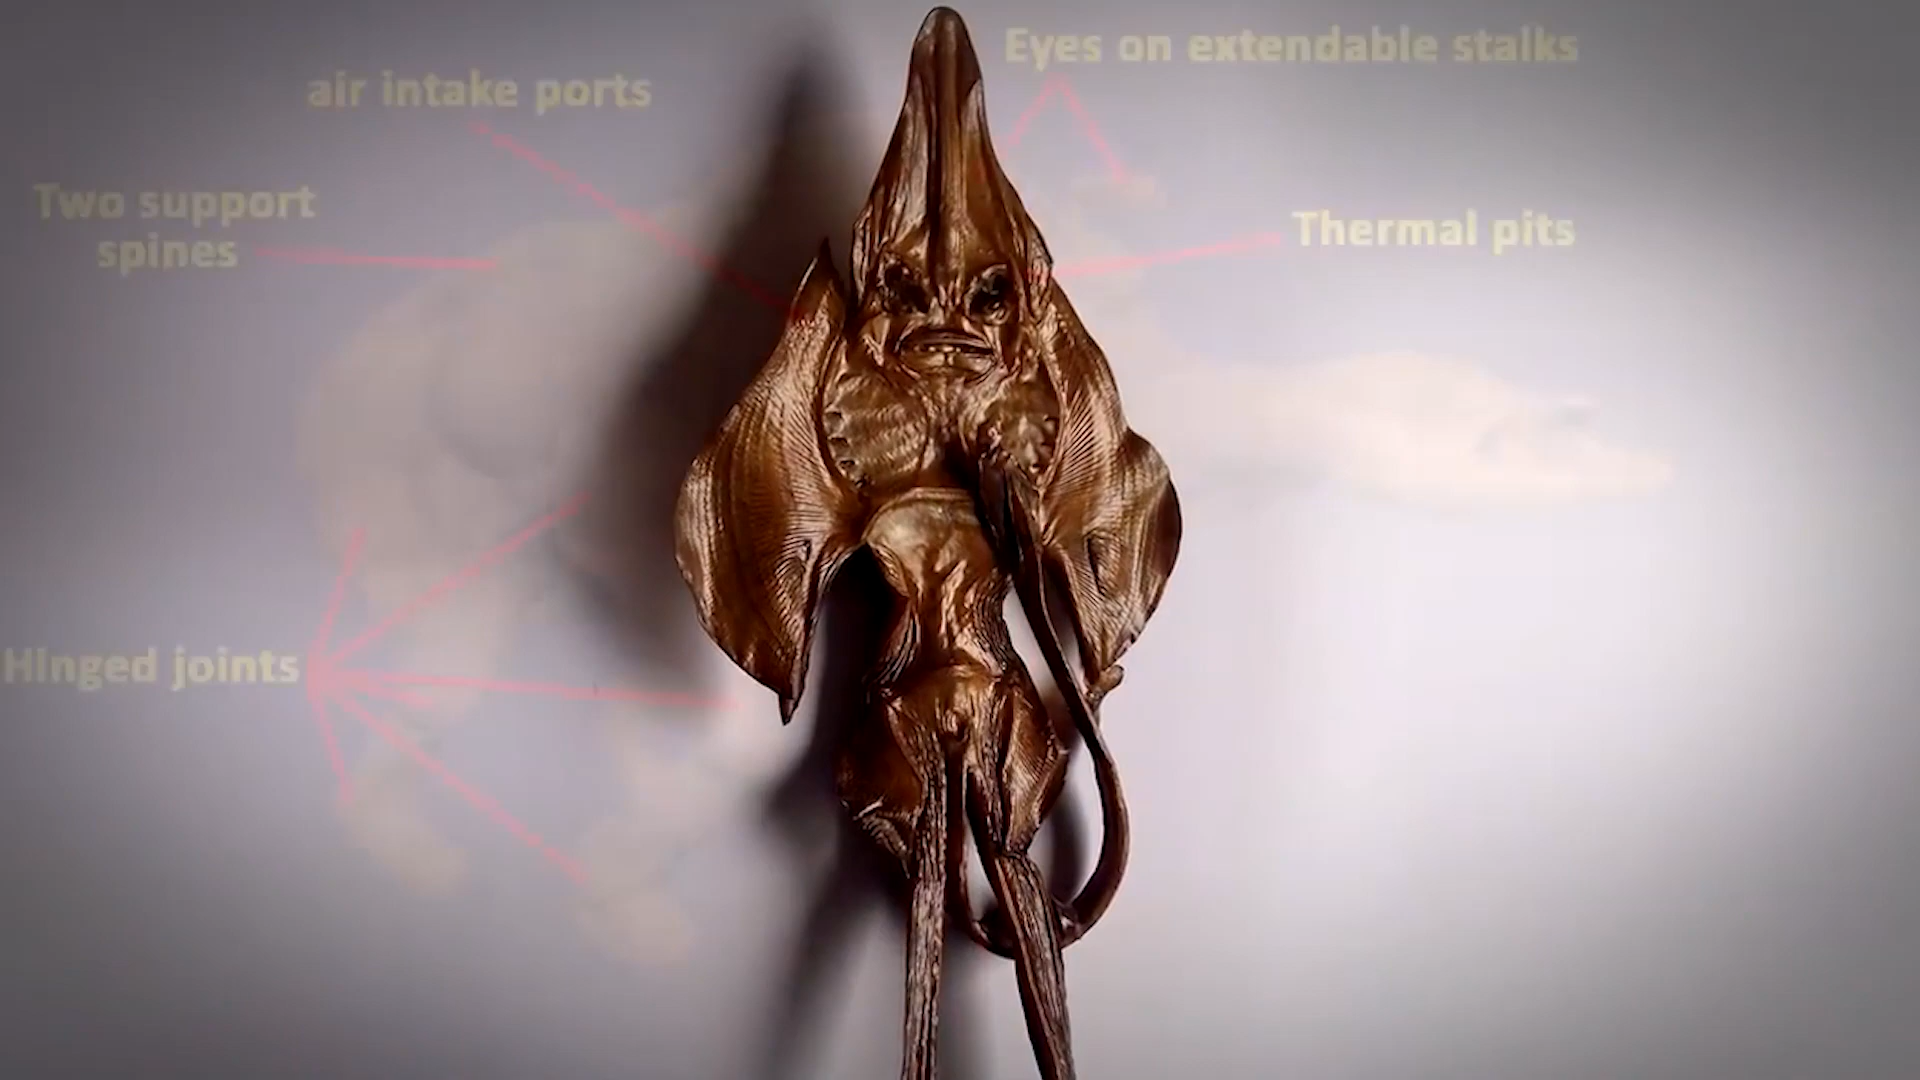 Eyes on extendable stalks
air intake ports
Two support
spines
Thermal pits
HInged joints